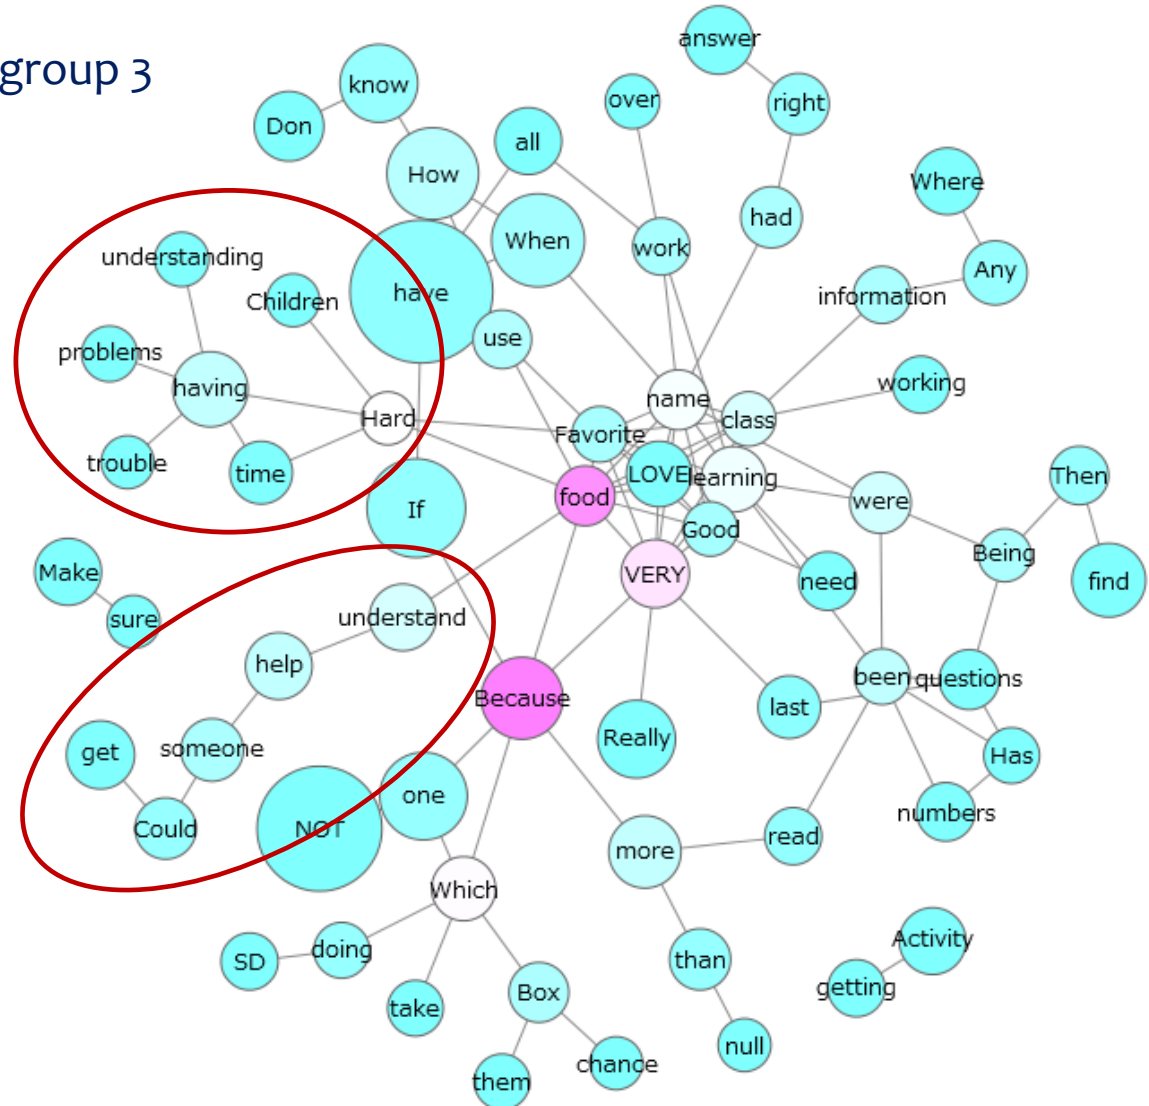 group 3
answer
know
over
right
Don
all
How
Where
had
When
work
understanding
Any
have
information
Children
use
problems
having
working
name
Hard
class
Favorite
trouble
time
LOVE
learning
Then
food
were
If
Good
Being
Make
VERY
need
find
sure
understand
help
been
questions
Because
last
Really
someone
get
Has
one
numbers
Could
NOT
read
more
Which
Activity
doing
SD
than
getting
Box
take
null
chance
them